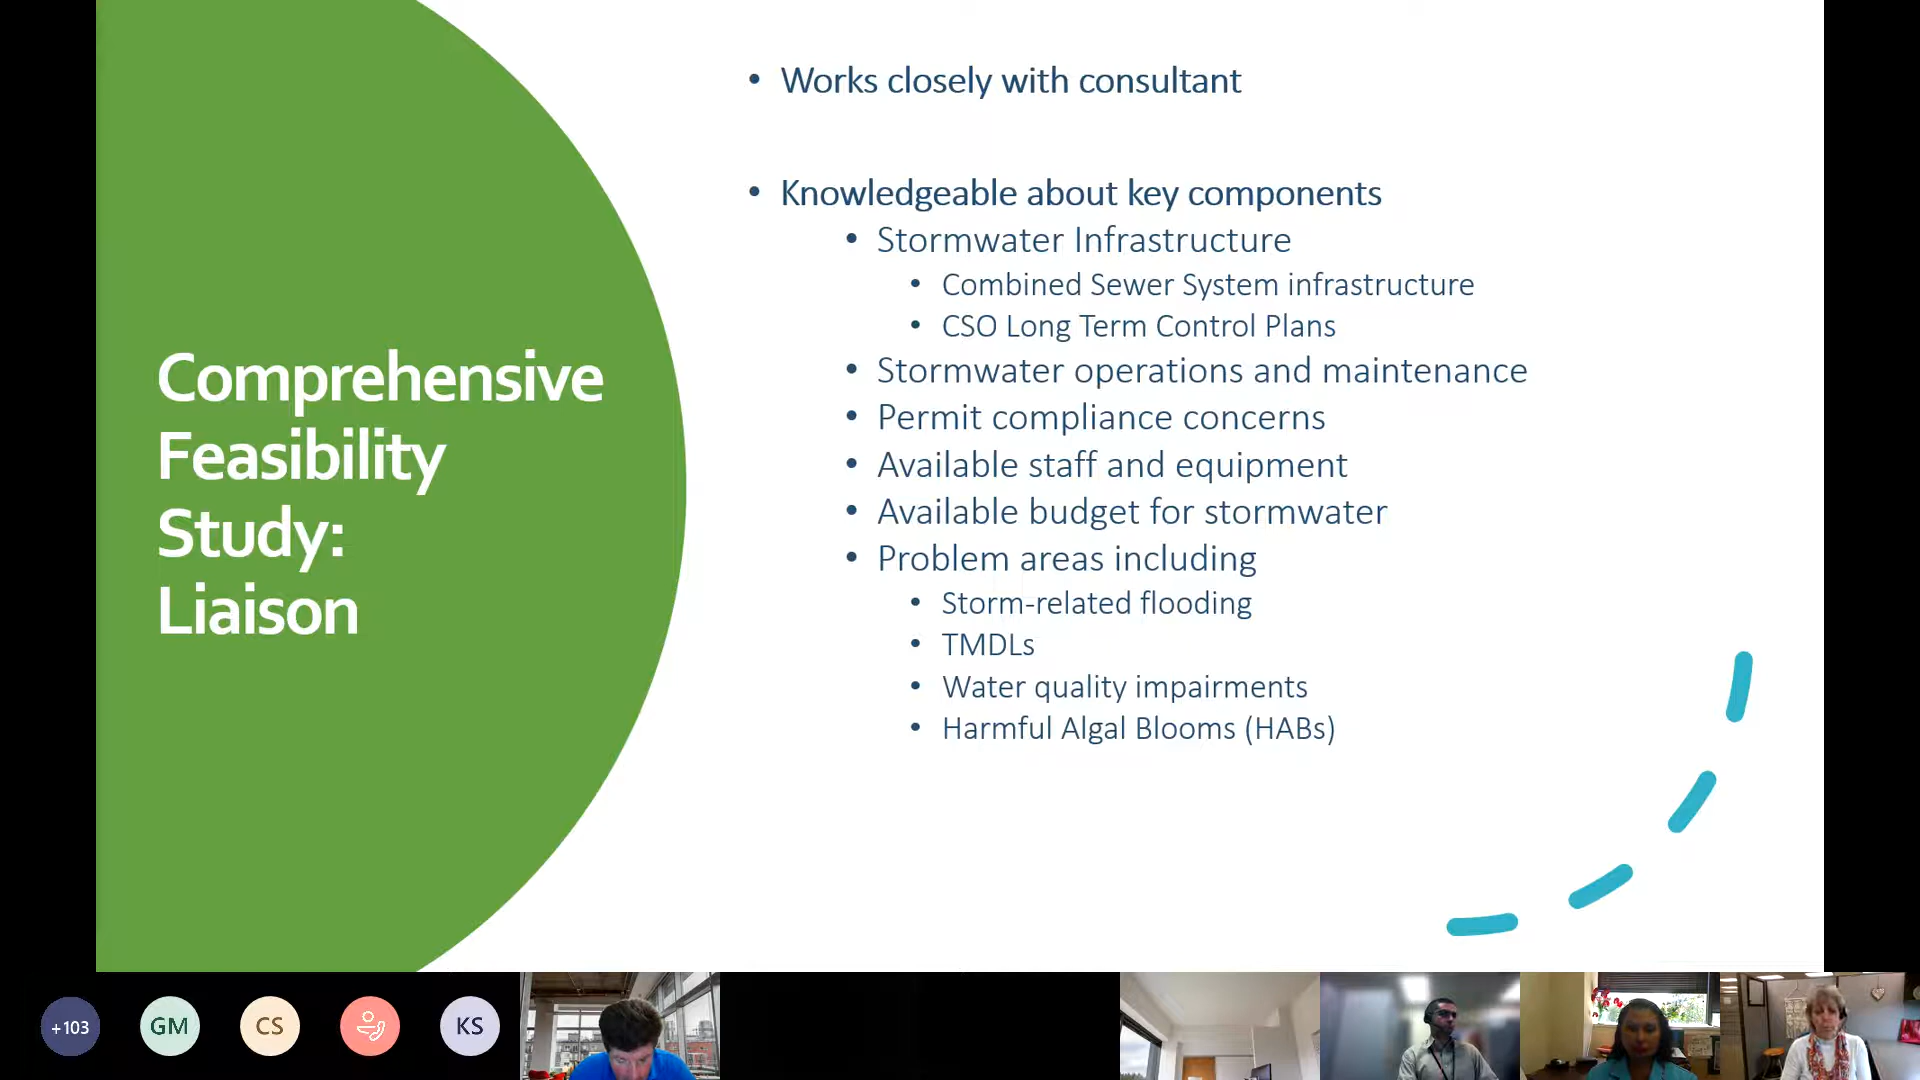 Comprehensive
Feasibility
Study:
Liaison
• Works closely with consultant
• Knowledgeable about key components
• Stormwater Infrastructure
• Combined Sewer System infrastructure
• CSO Long Term Control Plans
• Stormwater operations and maintenance
• Permit compliance concerns
• Available staff and equipment
• Available budget for stormwater
• Problem areas including
• Storm-related flooding
• TMDLs
• Water quality impairments
• Harmful Algal Blooms (HABs)
+103
GM
CS
KS